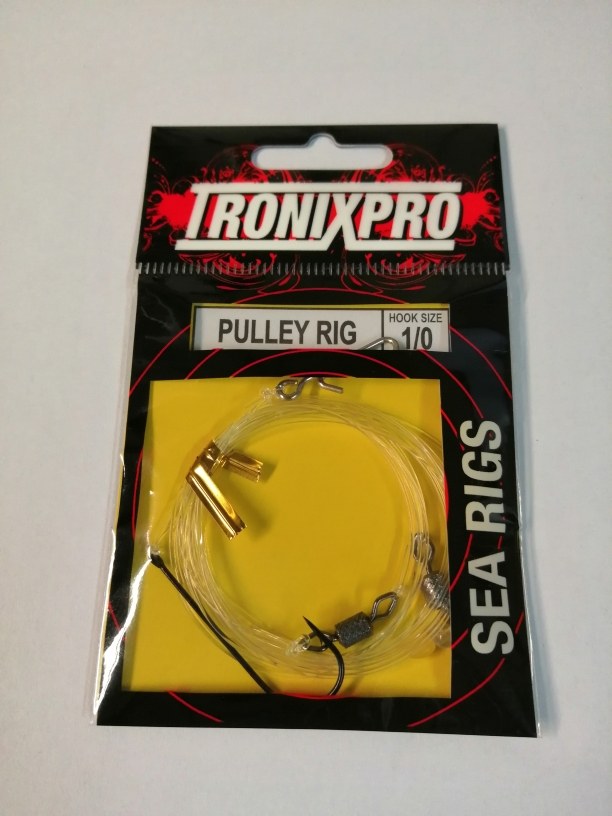 TRONIXPRO
PULLEY RIG
HOOK SIZE
1/0
SEA RIGS